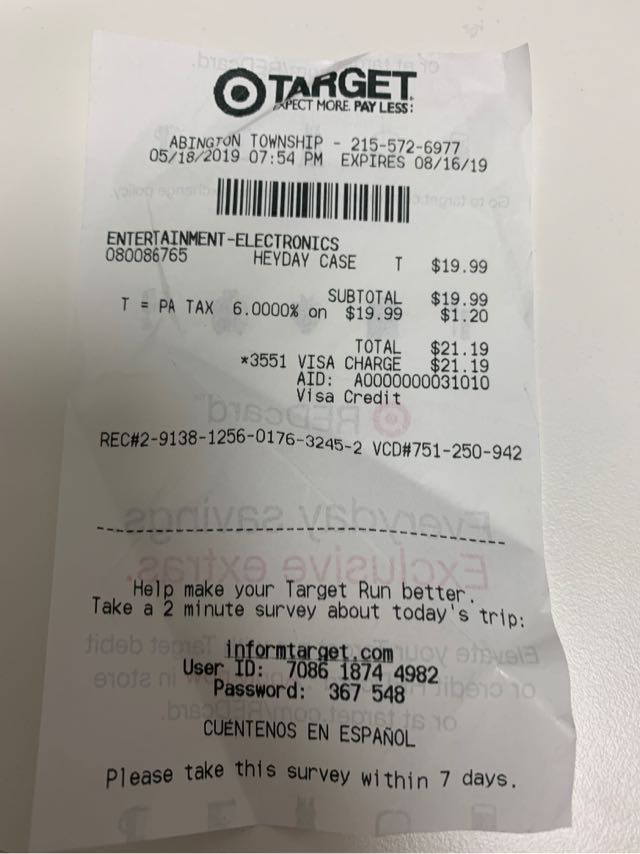 TARGET
EXPECT MORE. PAY LESS:
ABINGTON TOWNSHIP - 215-572-6977
05/18/2019 07:54 PM EXPIRES 08/16/19
ENTERTAINMENT-ELECTRONICS
080086765 HEYDAY CASE T $19.99
SUBTOTAL $19.99
T = PA TAX 6.0000% on $19.99 $1.20
TOTAL $21.19
*3551 VISA CHARGE $21.19
AID: A0000000031010
Visa Credit
REC#2-9138-1256-0176-3245-2 VCD#751-250-942
Help make your Target Run better.
Take a 2 minute survey about today's trip:
informtarget.com
User ID: 7086 1874 4982
Password: 367 548
CUÉNTENOS EN ESPAÑOL
Please take this survey within 7 days.